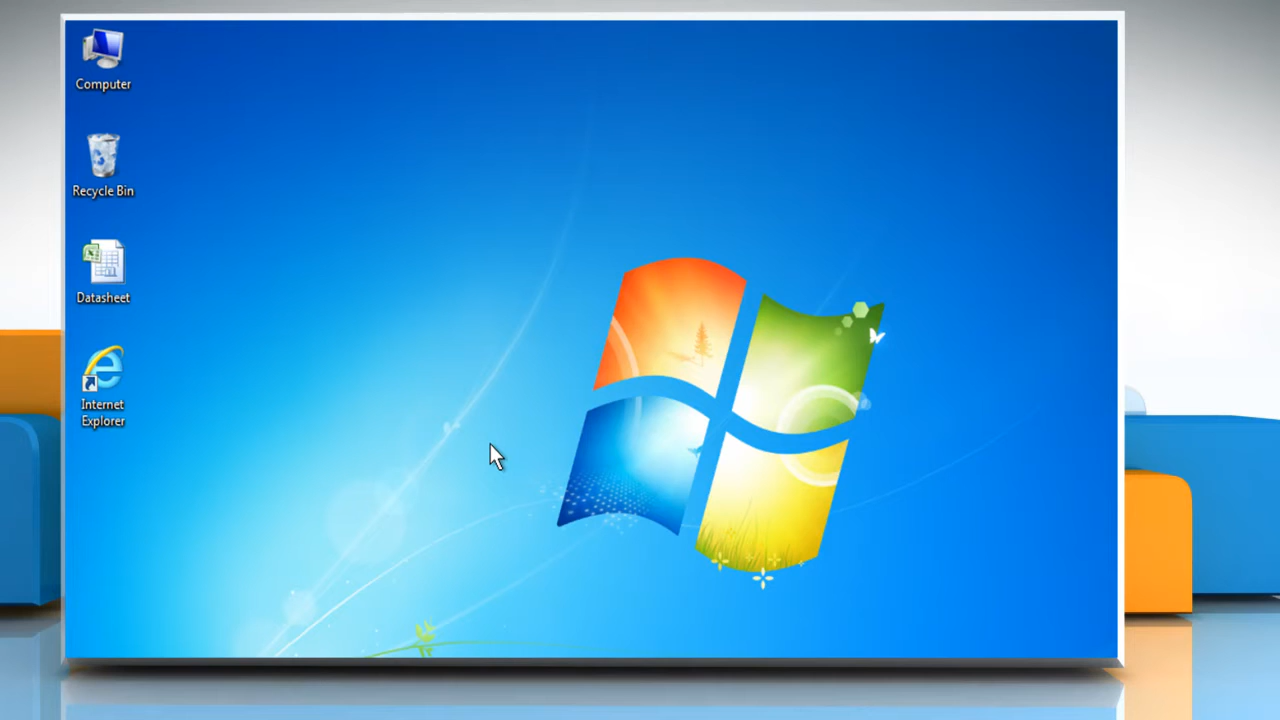 Computer
Recycle Bin
Datasheet
Internet
Explorer